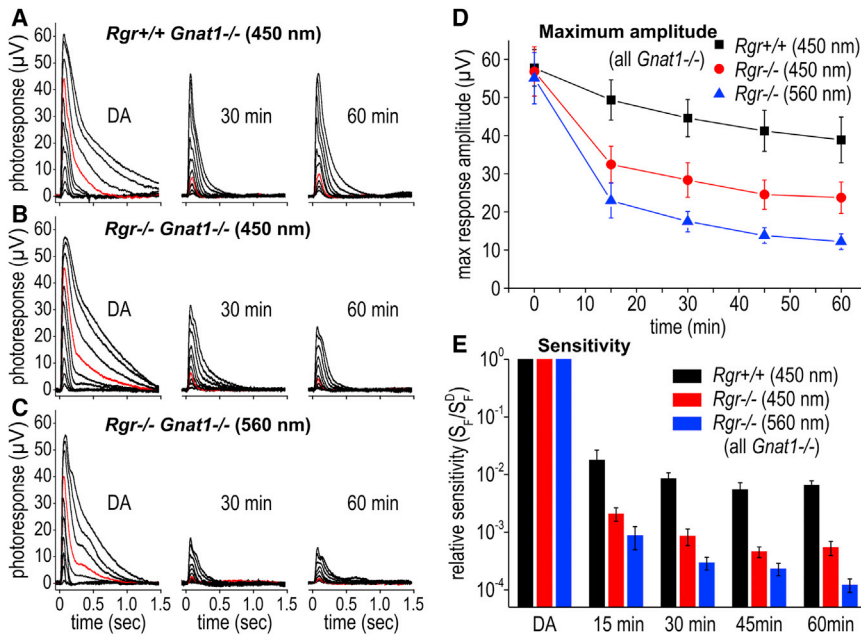 A
Rgr+/+ Gnat1-/- (450 nm)
photoresponse (µV)
60
50
40
30
20
10
0
DA
30 min
60 min
B
Rgr-/- Gnat1-/- (450 nm)
photoresponse (µV)
60
50
40
30
20
10
0
DA
30 min
60 min
C
Rgr-/- Gnat1-/- (560 nm)
photoresponse (µV)
60
50
40
30
20
10
0
DA
30 min
60 min
0 0.5 1.0 1.5
0 0.5 1.0 1.5
0 0.5 1.0 1.5
time (sec)
time (sec)
time (sec)
D
Maximum amplitude
(all Gnat1-/-)
Rgr+/+ (450 nm)
Rgr-/- (450 nm)
Rgr-/- (560 nm)
max response amplitude (µV)
60
50
40
30
20
10
0
0 10 20 30 40 50 60
time (min)
E
Sensitivity
Rgr+/+ (450 nm)
Rgr-/- (450 nm)
Rgr-/- (560 nm)
(all Gnat1-/-)
relative sensitivity (S_F/S_F^D)
10^0
10^-1
10^-2
10^-3
10^-4
DA 15 min 30 min 45min 60min